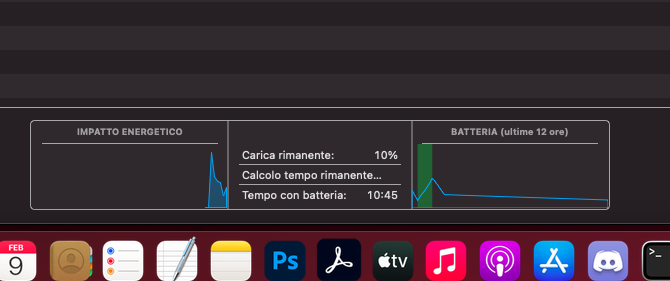 IMPATTO ENERGETICO
BATTERIA (ultime 12 ore)
Carica rimanente: 10%
Calcolo tempo rimanente...
Tempo con batteria: 10:45
FEB
9
Ps
tv
>_